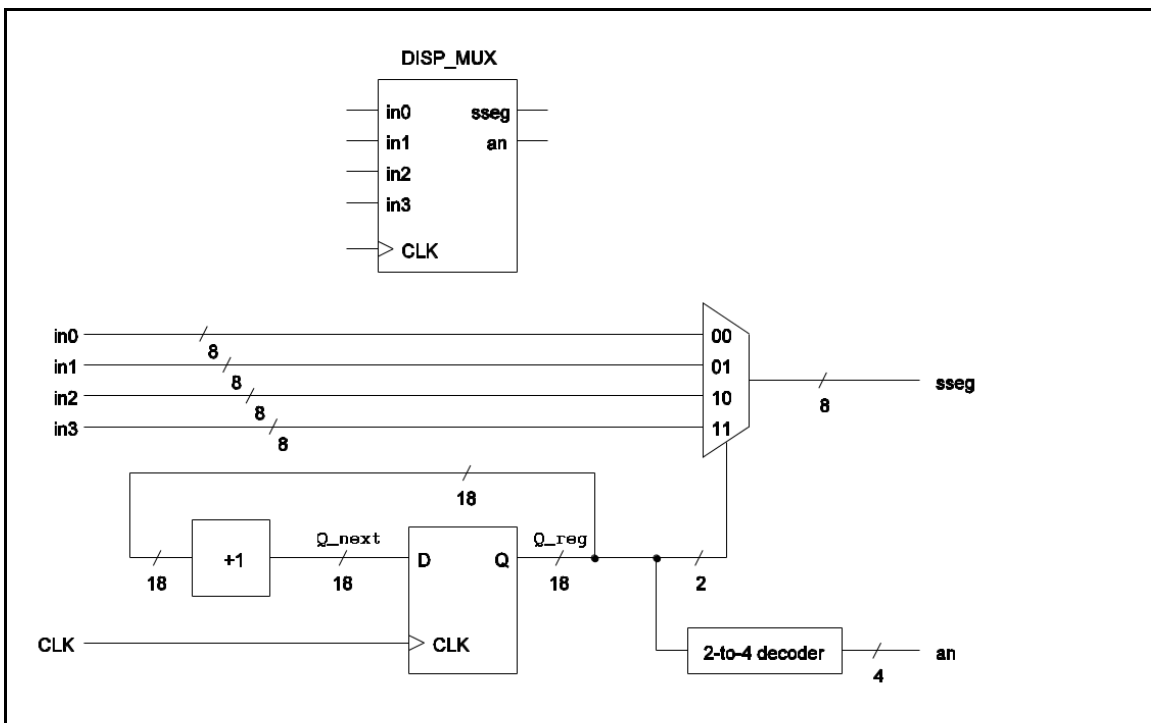 DISP_MUX
in0 sseg
in1 an
in2
in3
CLK
in0 8 00
in1 8 01
in2 8 10 8 sseg
in3 8 11
18
18 +1 Q_next 18 D Q Q_reg 18 2
CLK CLK
2-to-4 decoder 4 an